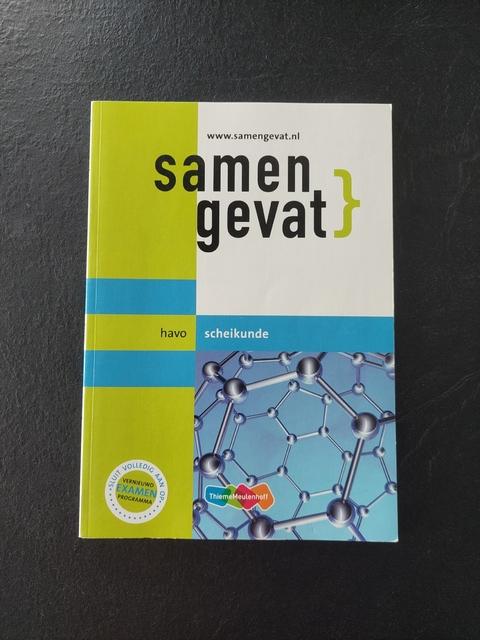 www.samengevat.nl
samen
gevat}
havo scheikunde
SLUIT VOLLEDIG AAN OP
VERNIEUWD
EXAMEN
PROGRAMMA
ThiemeMeulenhoff